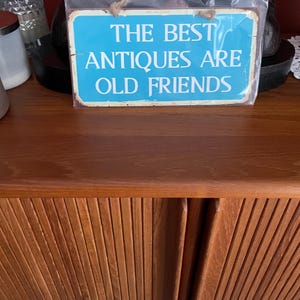 THE BEST
ANTIQUES ARE
OLD FRIENDS